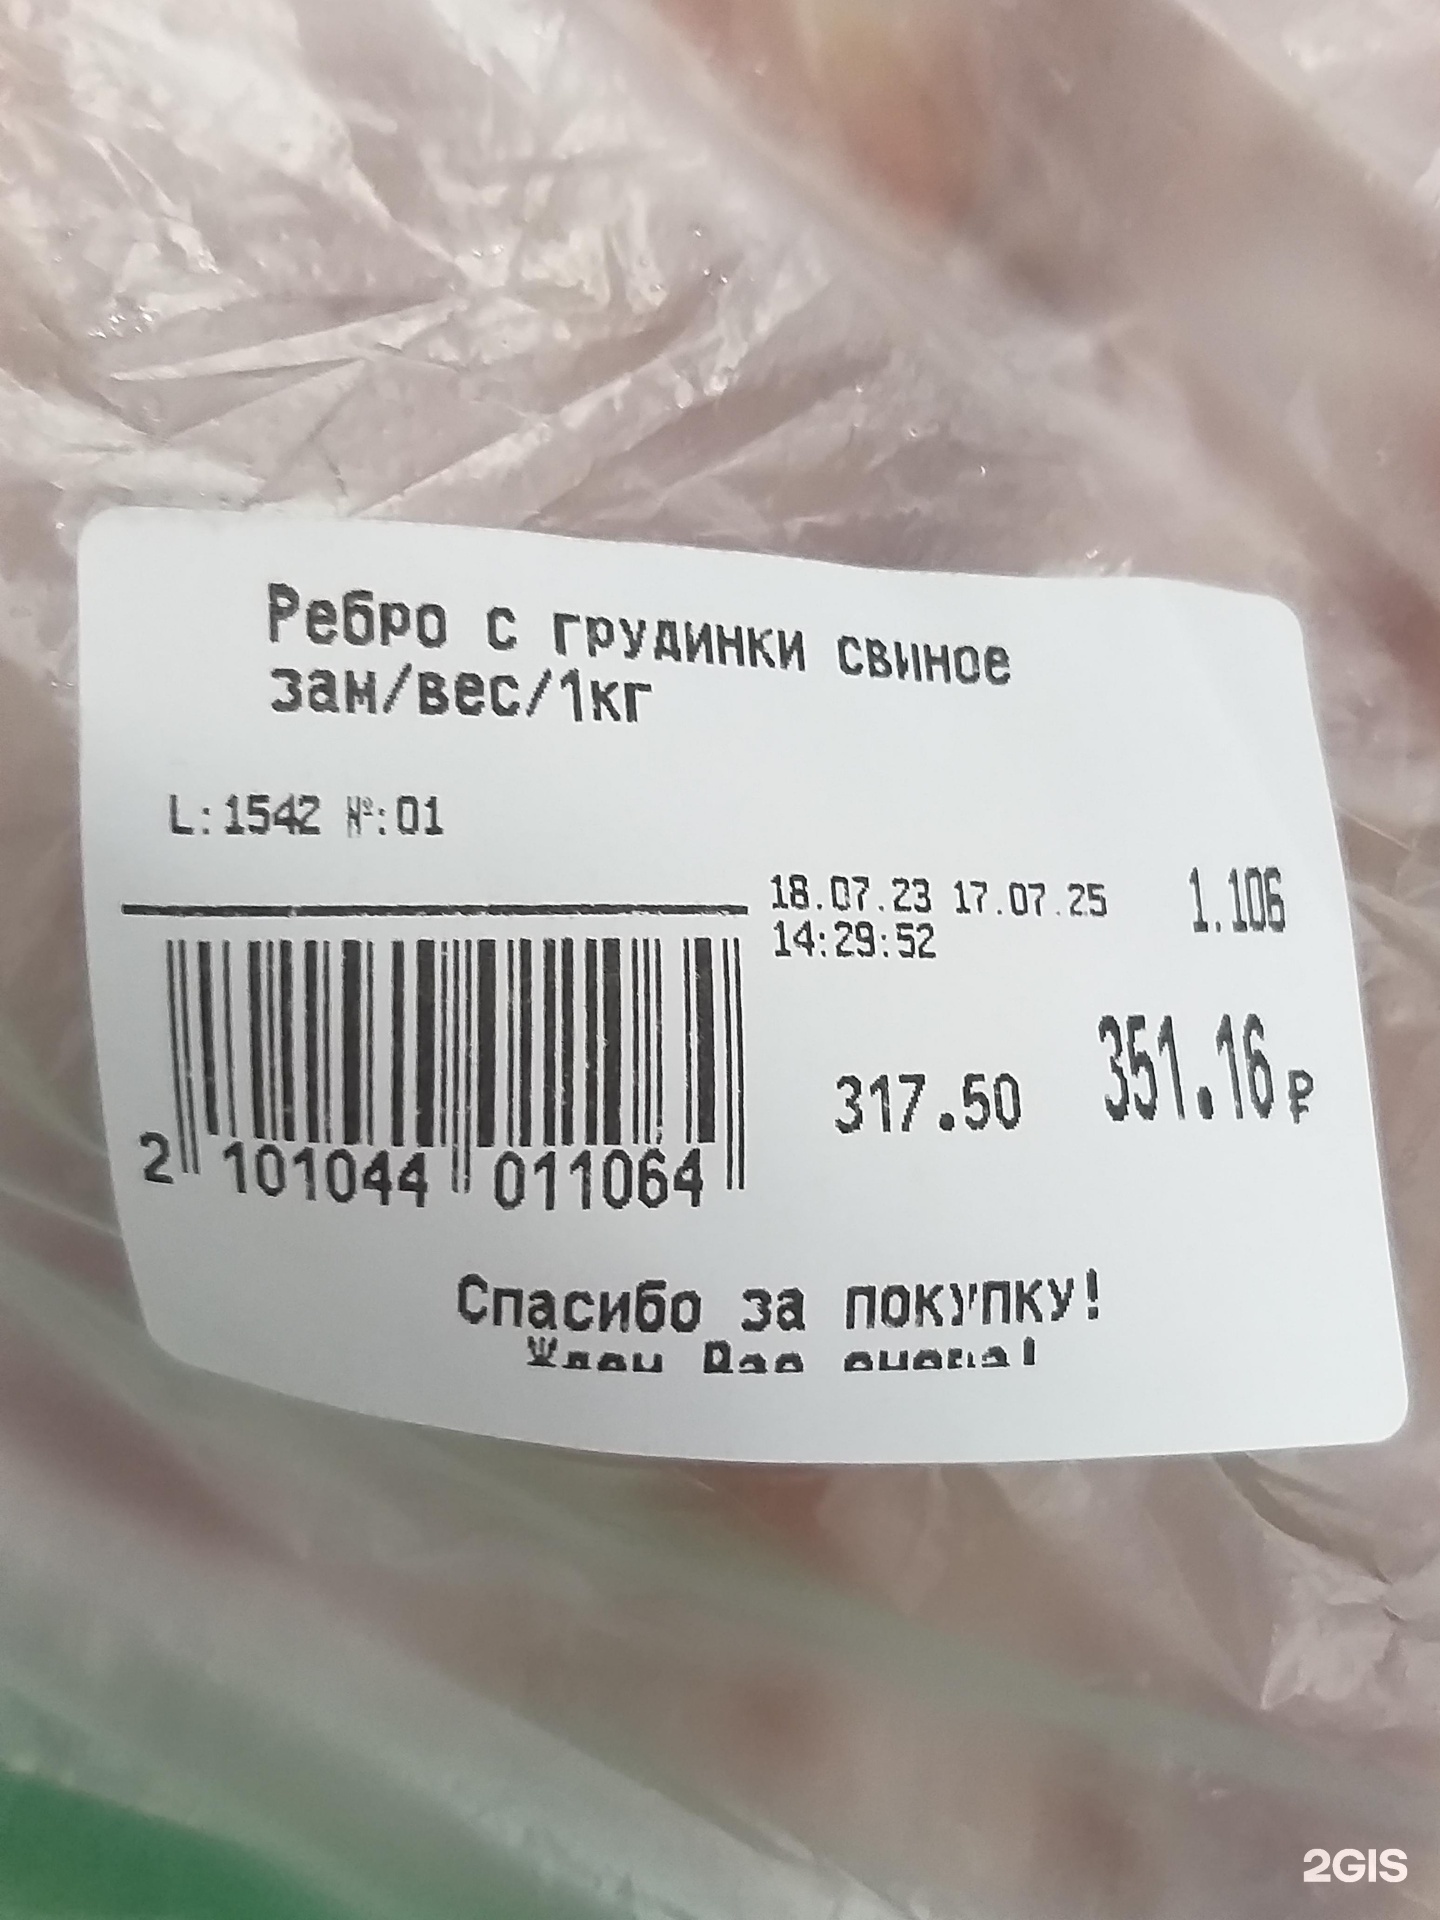 Ребро с грудинки свиное
зам/вес/1кг
L:1542 №:01
18.07.23 17.07.25 1.106
14:29:52
317.50 351.16₽
2 101044 011064
Спасибо за покупку!
2GIS